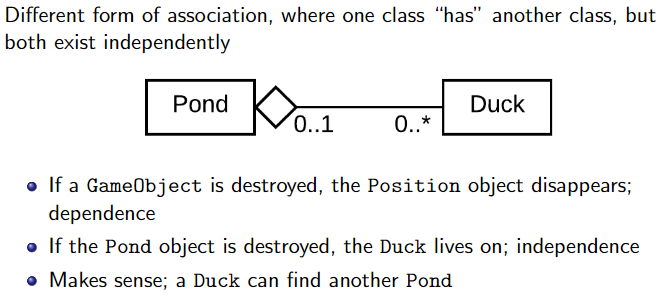 Different form of association, where one class “has” another class, but
both exist independently
Pond
Duck
0..1
0..*
If a GameObject is destroyed, the Position object disappears;
dependence
If the Pond object is destroyed, the Duck lives on; independence
Makes sense; a Duck can find another Pond